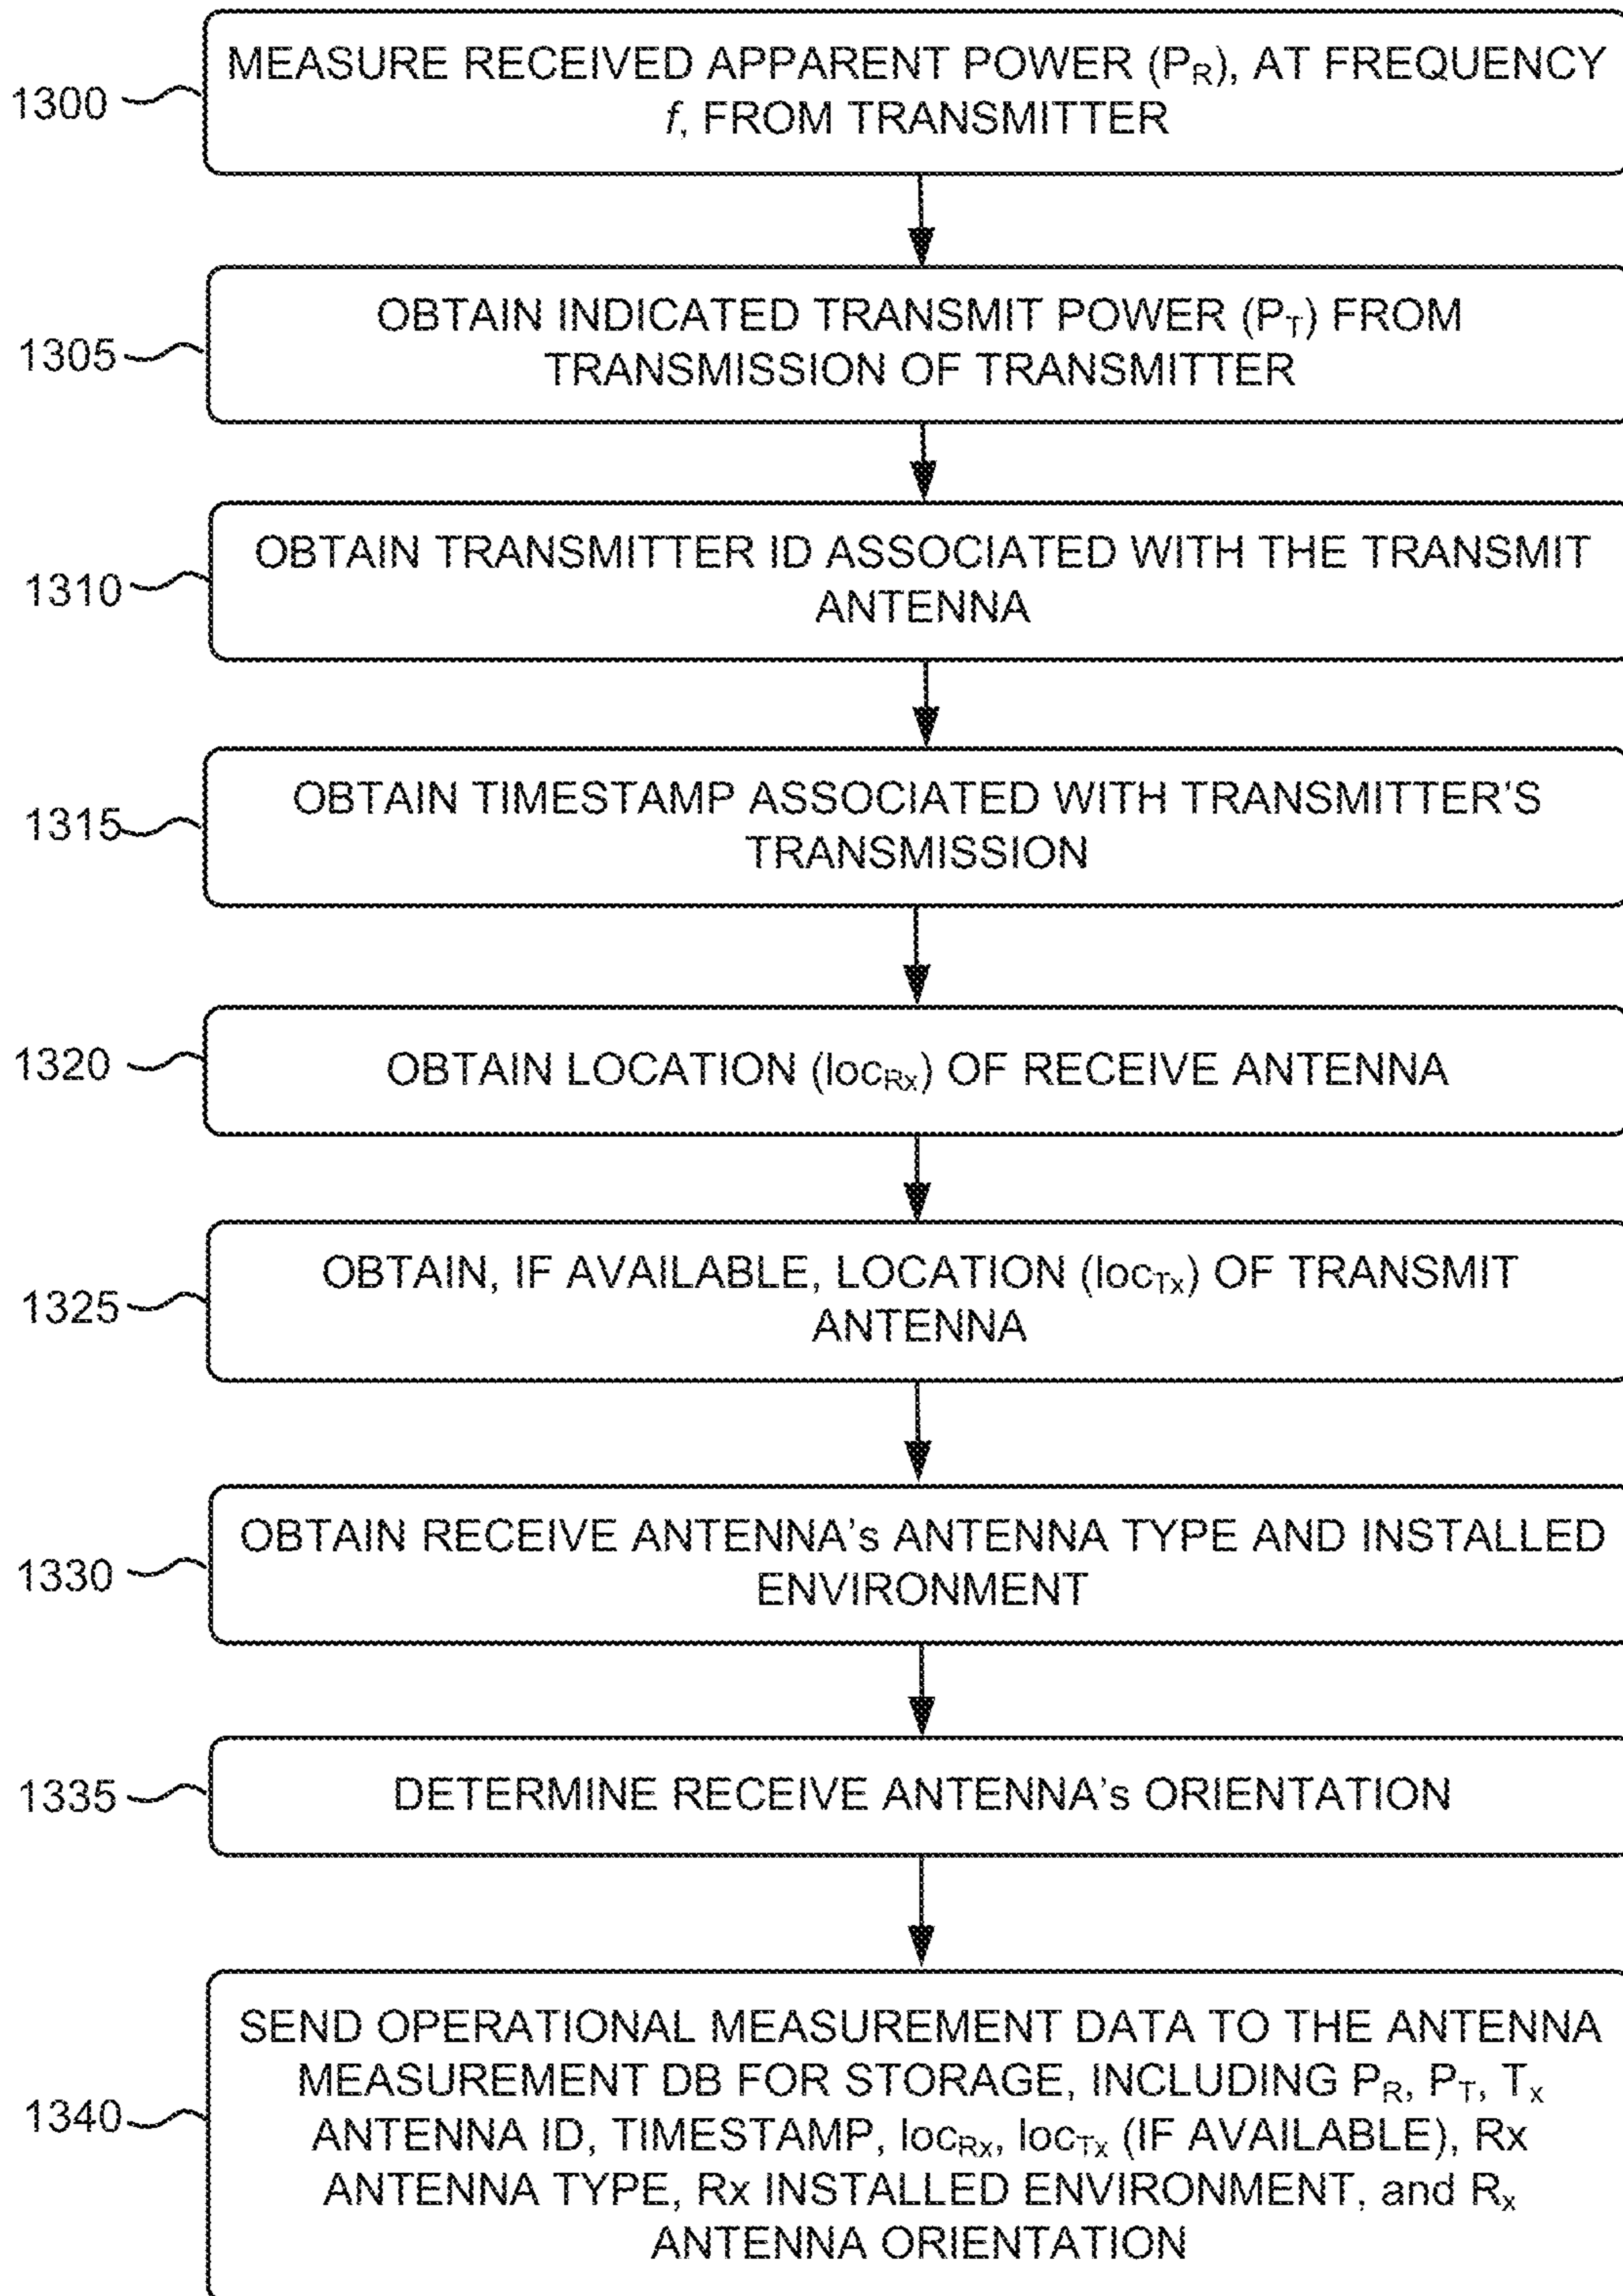 1300
MEASURE RECEIVED APPARENT POWER (PR), AT FREQUENCY
f, FROM TRANSMITTER
1305
OBTAIN INDICATED TRANSMIT POWER (PT) FROM
TRANSMISSION OF TRANSMITTER
1310
OBTAIN TRANSMITTER ID ASSOCIATED WITH THE TRANSMIT
ANTENNA
1315
OBTAIN TIMESTAMP ASSOCIATED WITH TRANSMITTER'S
TRANSMISSION
1320
OBTAIN LOCATION (locRx) OF RECEIVE ANTENNA
1325
OBTAIN, IF AVAILABLE, LOCATION (locTx) OF TRANSMIT
ANTENNA
1330
OBTAIN RECEIVE ANTENNA's ANTENNA TYPE AND INSTALLED
ENVIRONMENT
1335
DETERMINE RECEIVE ANTENNA's ORIENTATION
1340
SEND OPERATIONAL MEASUREMENT DATA TO THE ANTENNA
MEASUREMENT DB FOR STORAGE, INCLUDING PR, PT, Tx
ANTENNA ID, TIMESTAMP, locRx, locTx (IF AVAILABLE), Rx
ANTENNA TYPE, Rx INSTALLED ENVIRONMENT, and Rx
ANTENNA ORIENTATION